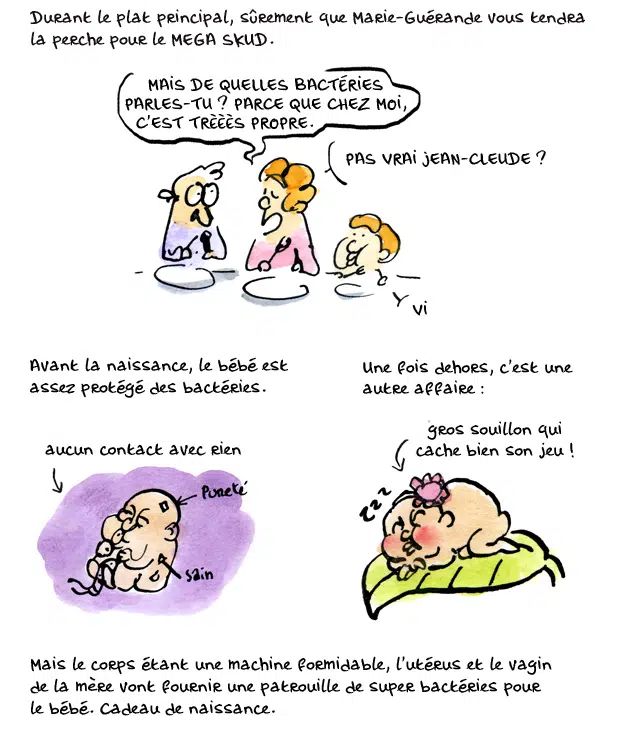 Durant le plat principal, sûrement que Marie-Guérande vous tendra
la perche pour le MEGA SKUD.
MAIS DE QUELLES BACTÉRIES
PARLES-TU ? PARCE QUE CHEZ MOI,
C'EST TRÈÈÈS PROPRE.
PAS VRAI JEAN-CLEUDE ?
vi
Avant la naissance, le bébé est
assez protégé des bactéries.
Une fois dehors, c'est une
autre affaire :
aucun contact avec rien
Pureté
sain
gros souillon qui
cache bien son jeu !
zzz
Mais le corps étant une machine formidable, l'utérus et le vagin
de la mère vont fournir une patrouille de super bactéries pour
le bébé. Cadeau de naissance.